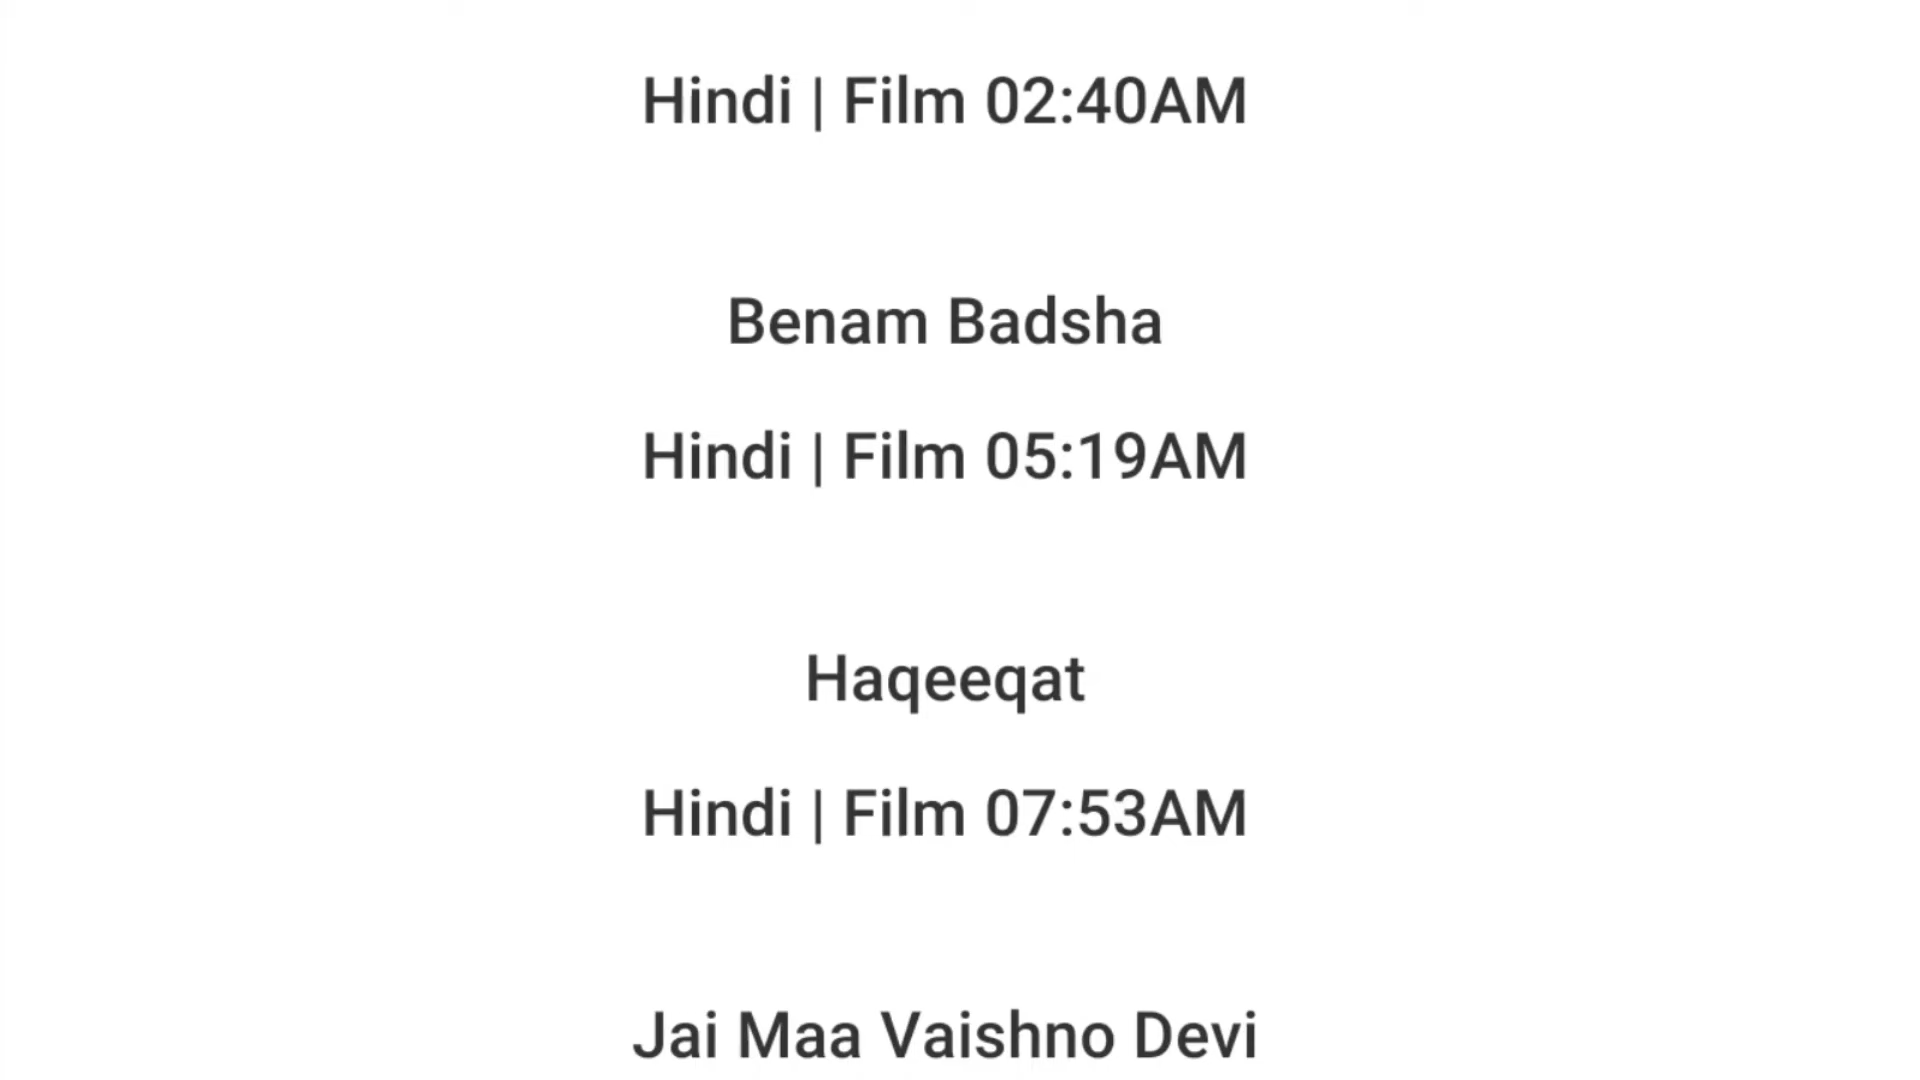 Hindi | Film 02:40AM
Benam Badsha
Hindi | Film 05:19AM
Haqeeqat
Hindi | Film 07:53AM
Jai Maa Vaishno Devi